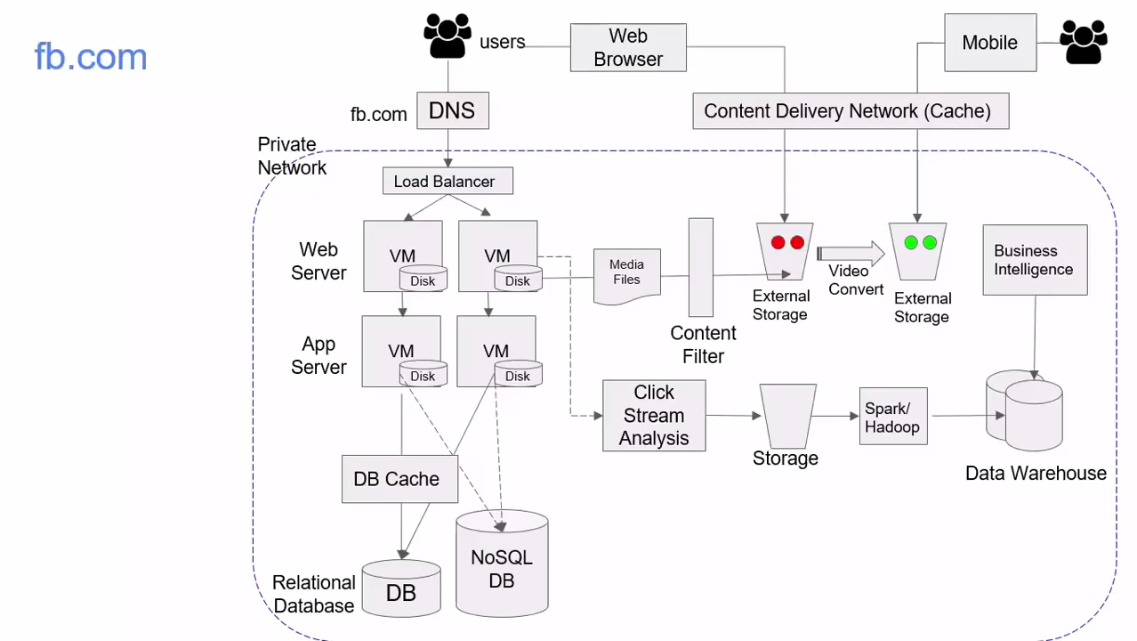 fb.com
users
Web
Browser
Mobile
fb.com
DNS
Content Delivery Network (Cache)
Private
Network
Load Balancer
Web
Server
VM
Disk
VM
Disk
Media
Files
Content
Filter
External
Storage
Video
Convert
External
Storage
Business
Intelligence
App
Server
VM
Disk
VM
Disk
Click
Stream
Analysis
Storage
Spark/
Hadoop
Data Warehouse
DB Cache
Relational
Database
DB
NoSQL
DB